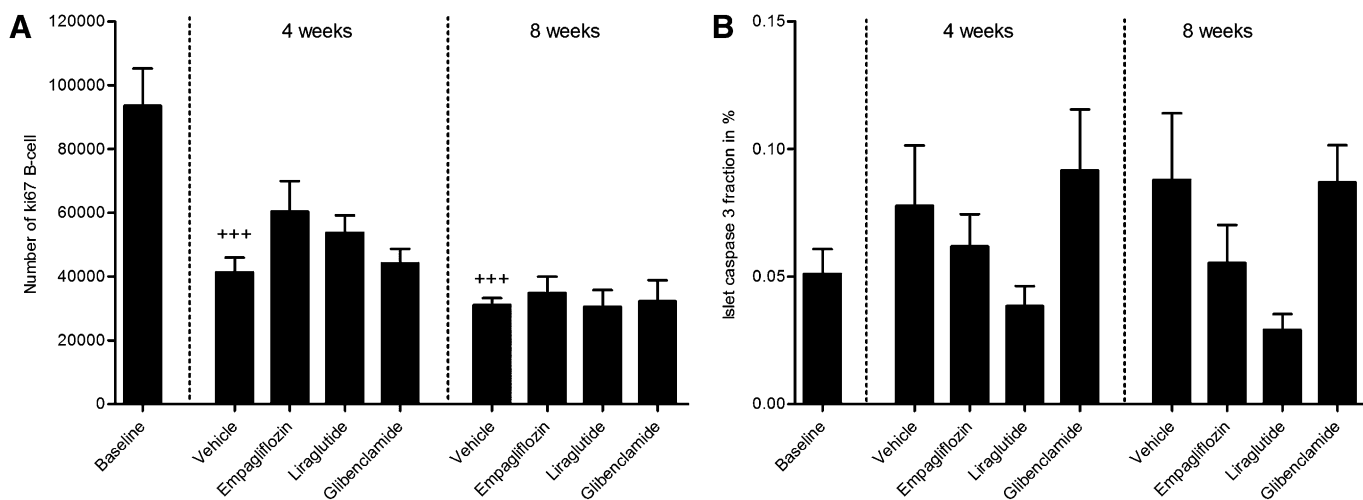 A
Number of ki67 B-cell
120000
100000
80000
60000
40000
20000
0
4 weeks
8 weeks
+++
+++
Baseline
Vehicle
Empagliflozin
Liraglutide
Glibenclamide
Vehicle
Empagliflozin
Liraglutide
Glibenclamide
B
Islet caspase 3 fraction in %
0.15
0.10
0.05
0.00
4 weeks
8 weeks
Baseline
Vehicle
Empagliflozin
Liraglutide
Glibenclamide
Vehicle
Empagliflozin
Liraglutide
Glibenclamide